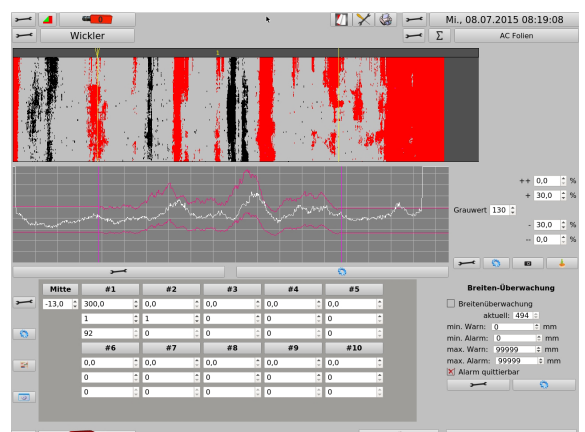 0
Mi., 08.07.2015 08:19:08
Wickler
Σ
AC Folien
1
++ 0,0 %
+ 30,0 %
Grauwert 130
- 30,0 %
-- 0,0 %
Mitte #1 #2 #3 #4 #5
-13,0 300,0 0,0 0,0 0,0 0,0
1 1 0 0 0
92 0 0 0 0
#6 #7 #8 #9 #10
0,0 0,0 0,0 0,0 0,0
0 0 0 0 0
0 0 0 0 0
Breiten-Überwachung
Breitenüberwachung
aktuell: 494
min. Warn: 0 mm
min. Alarm: 0 mm
max. Warn: 99999 mm
max. Alarm: 99999 mm
Alarm quittierbar